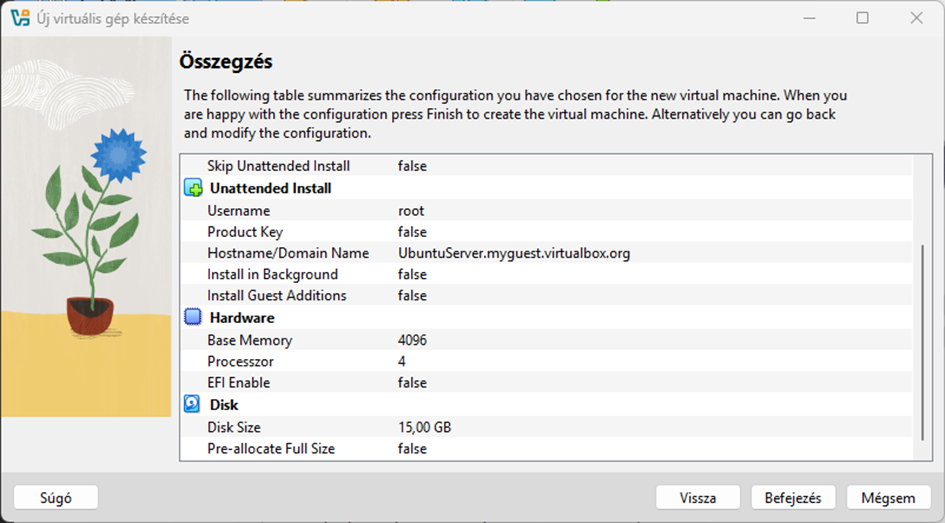 Új virtuális gép készítése
Összegzés
The following table summarizes the configuration you have chosen for the new virtual machine. When you
are happy with the configuration press Finish to create the virtual machine. Alternatively you can go back
and modify the configuration.
Skip Unattended Install false
Unattended Install
Username root
Product Key false
Hostname/Domain Name UbuntuServer.myguest.virtualbox.org
Install in Background false
Install Guest Additions false
Hardware
Base Memory 4096
Processzor 4
EFI Enable false
Disk
Disk Size 15,00 GB
Pre-allocate Full Size false
Súgó Vissza Befejezés Mégsem